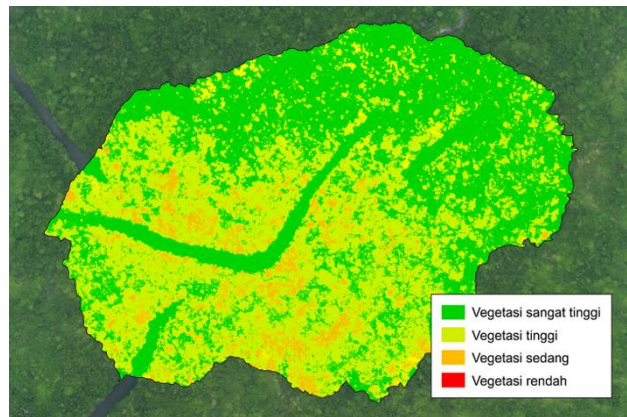 Vegetasi sangat tinggi
Vegetasi tinggi
Vegetasi sedang
Vegetasi rendah